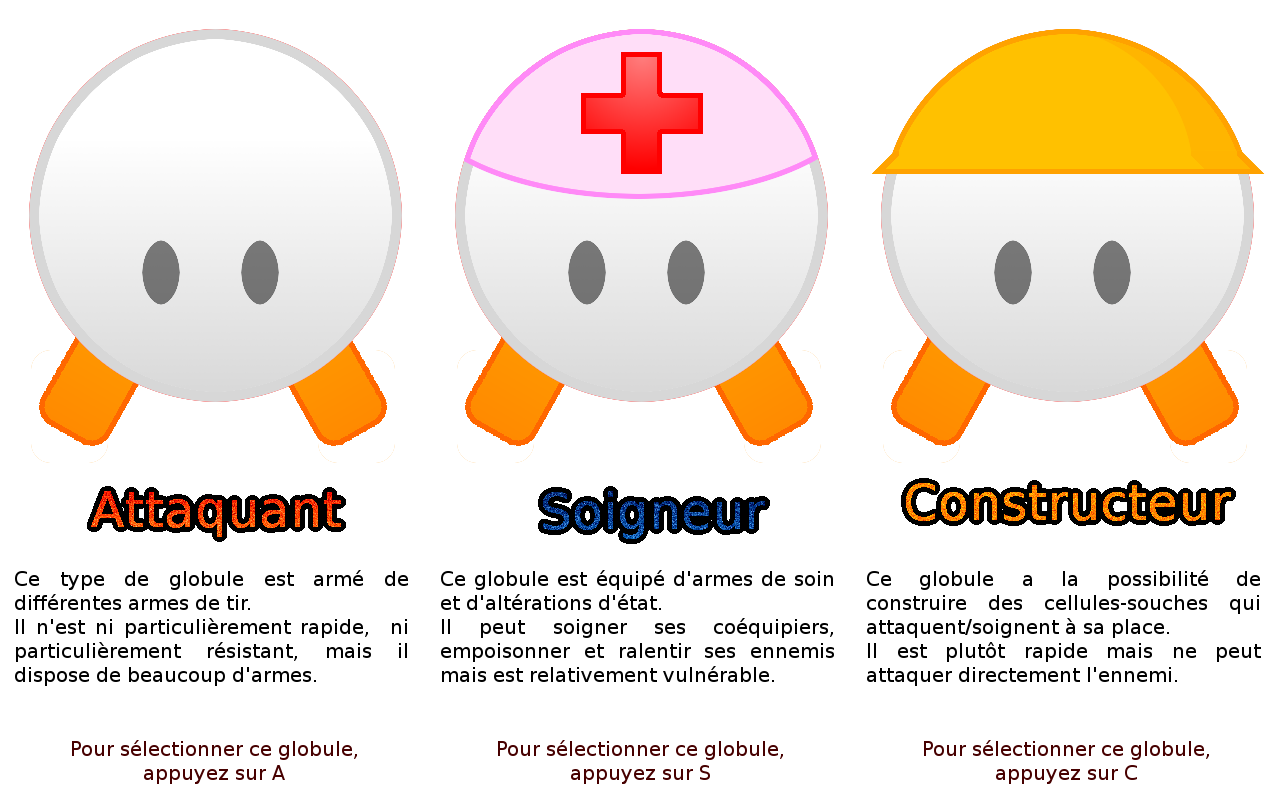 Attaquant
Ce type de globule est armé de
différentes armes de tir.
Il n'est ni particulièrement rapide, ni
particulièrement résistant, mais il
dispose de beaucoup d'armes.
Pour sélectionner ce globule,
appuyez sur A
Soigneur
Ce globule est équipé d'armes de soin
et d'altérations d'état.
Il peut soigner ses coéquipiers,
empoisonner et ralentir ses ennemis
mais est relativement vulnérable.
Pour sélectionner ce globule,
appuyez sur S
Constructeur
Ce globule a la possibilité de
construire des cellules-souches qui
attaquent/soignent à sa place.
Il est plutôt rapide mais ne peut
attaquer directement l'ennemi.
Pour sélectionner ce globule,
appuyez sur C